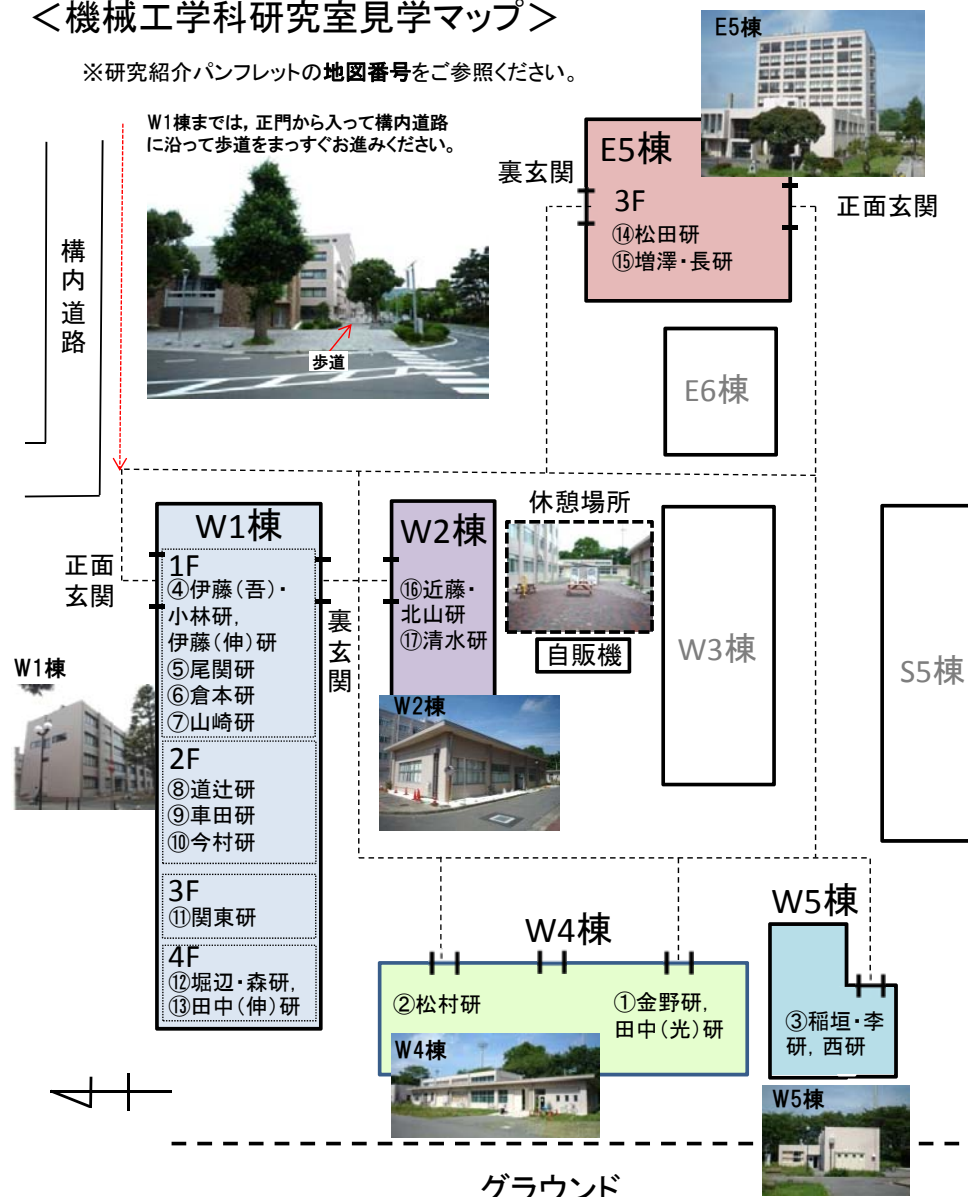 ＜機械工学科研究室見学マップ＞
※研究紹介パンフレットの地図番号をご参照ください。
W1棟までは，正門から入って構内道路
に沿って歩道をまっすぐお進みください。
歩道
構内道路
E5棟
E5棟
裏玄関
正面玄関
3F
⑭松田研
⑮増澤・長研
E6棟
W1棟
正面
玄関
裏玄関
1F
④伊藤（吾）・
小林研，
伊藤（伸）研
⑤尾関研
⑥倉本研
⑦山崎研
2F
⑧道辻研
⑨車田研
⑩今村研
3F
⑪関東研
4F
⑫堀辺・森研，
⑬田中（伸）研
W1棟
W2棟
⑯近藤・
北山研
⑰清水研
W2棟
休憩場所
自販機
W3棟
S5棟
W4棟
②松村研
①金野研，
田中（光）研
W4棟
W5棟
③稲垣・李
研，西研
W5棟
グラウンド